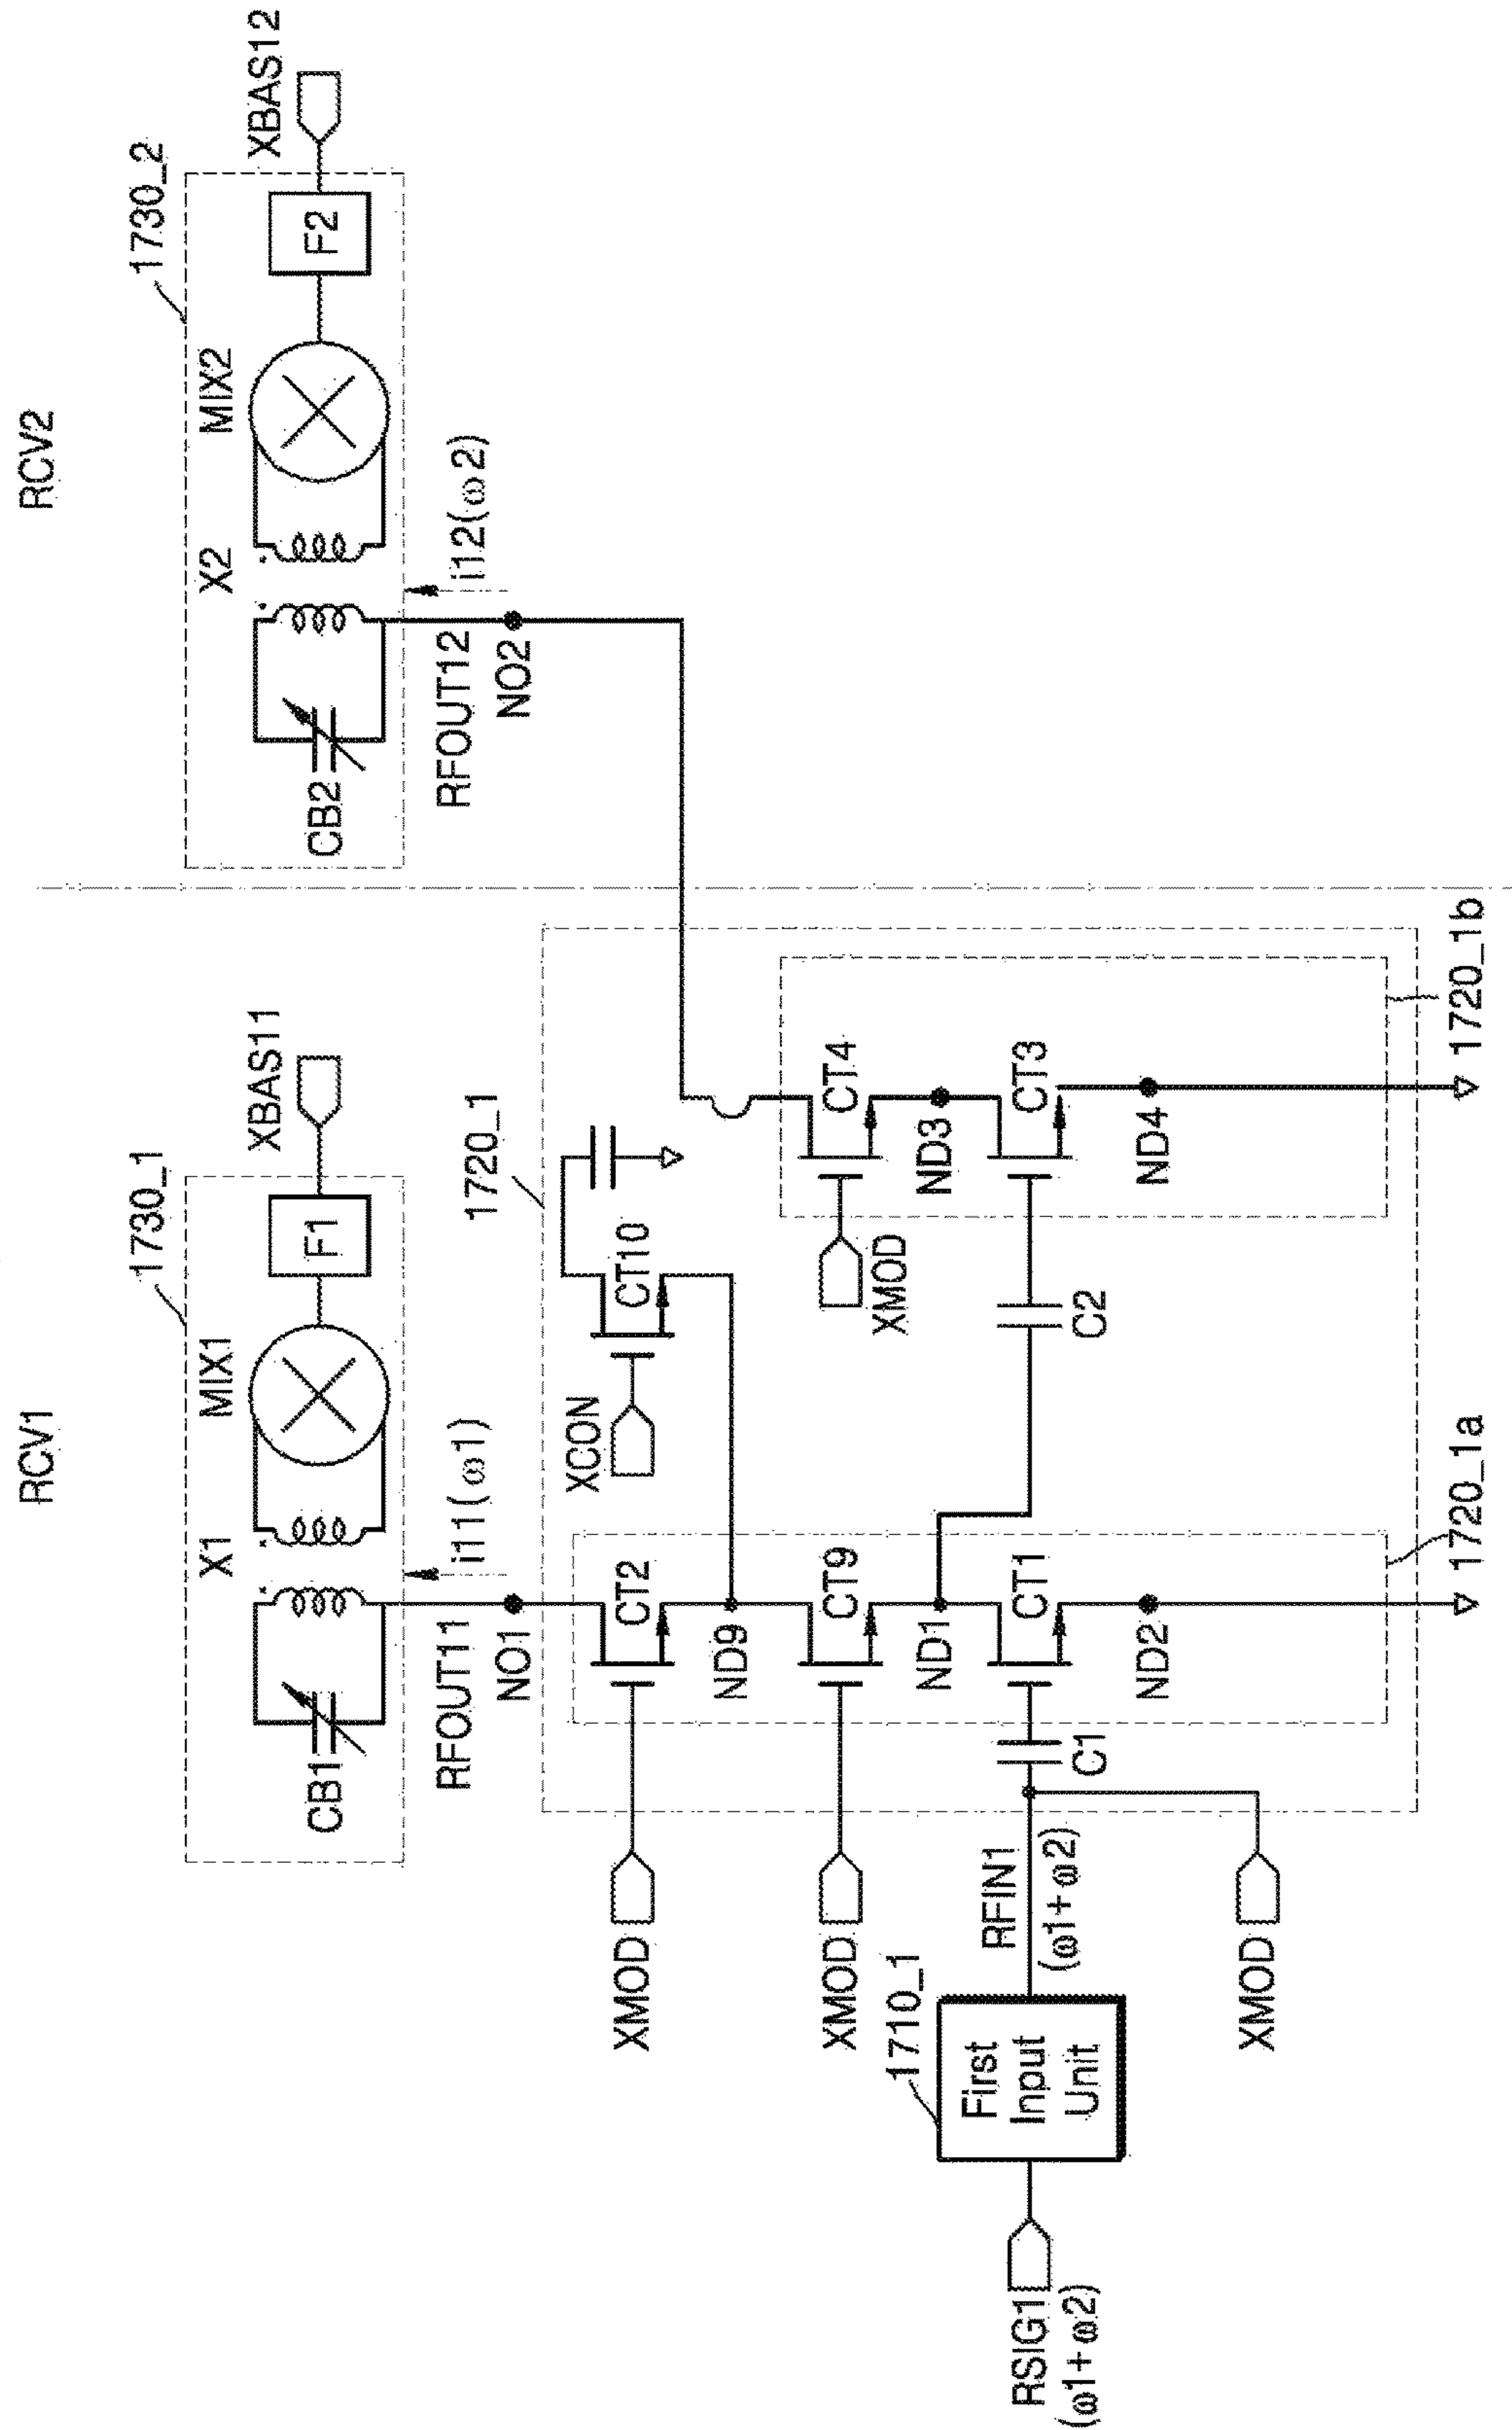 RCV1
RCV2
1730_1
1730_2
X1
MIX1
XBAS11
X2
MIX2
XBAS12
CB1
F1
CB2
F2
RFOUT11
i11(ω1)
RFOUT12
i12(ω2)
NO1
NO2
1720_1
XMOD
CT2
XCON
CT10
ND9
XMOD
CT9
XMOD
CT4
ND1
ND3
1710_1
First
Input
Unit
RSIG1
(ω1+ω2)
RFIN1
(ω1+ω2)
C1
CT1
C2
CT3
ND2
ND4
XMOD
1720_1a
1720_1b